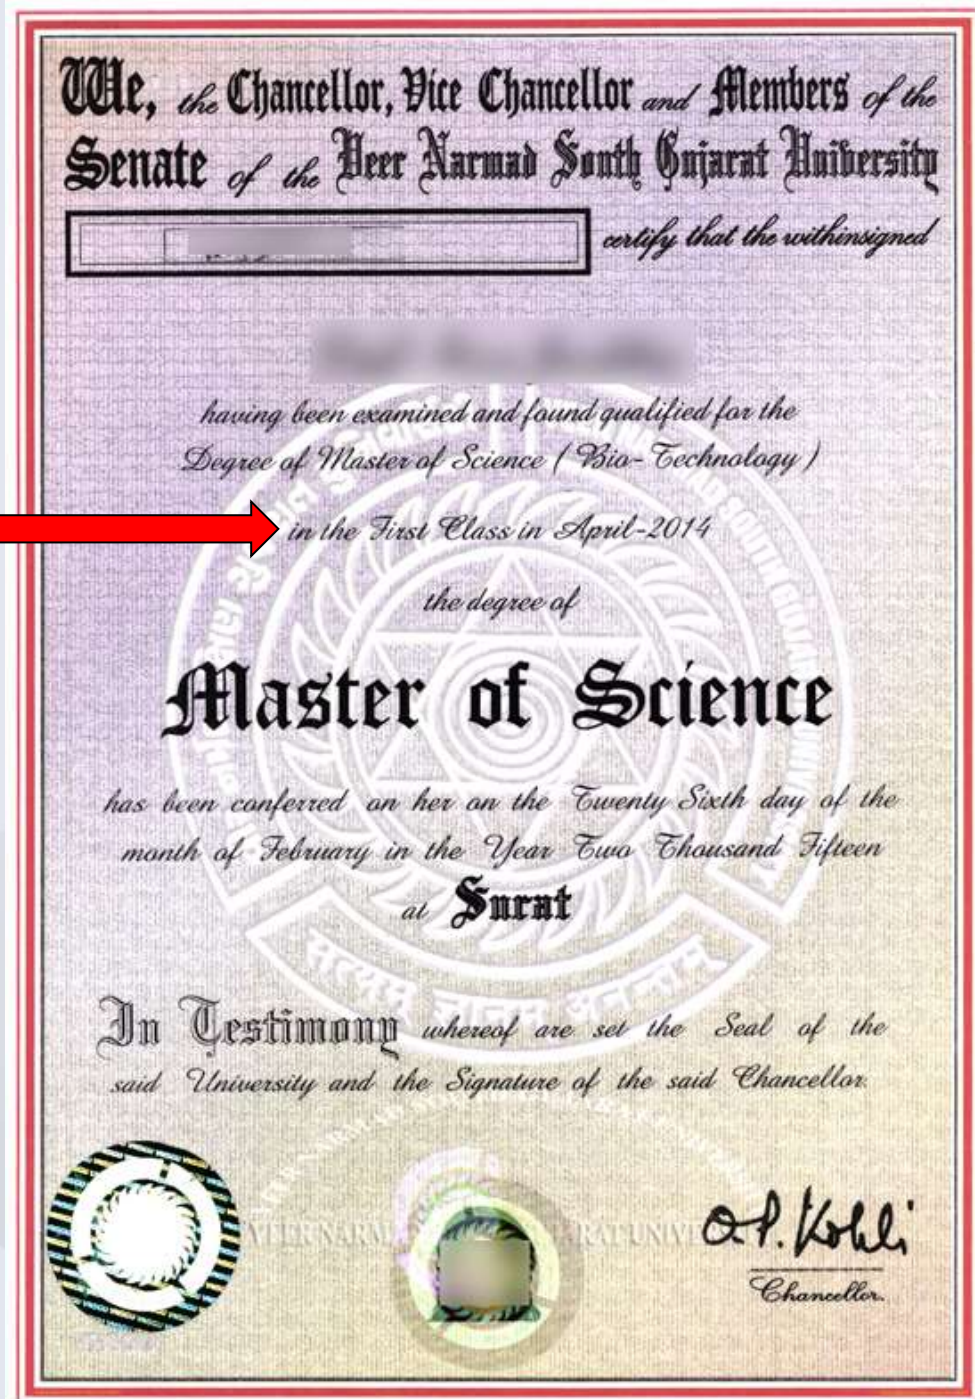 We, the Chancellor, Vice Chancellor and Members of the
Senate of the Veer Narmad South Gujarat University
certify that the withinsigned
having been examined and found qualified for the
Degree of Master of Science ( Bio-Technology )
in the First Class in April-2014
the degree of
Master of Science
has been conferred on her on the Twenty Sixth day of the
month of February in the Year Two Thousand Fifteen
at Surat
In Testimony whereof are set the Seal of the
said University and the Signature of the said Chancellor.
O.P. Kohli
Chancellor.